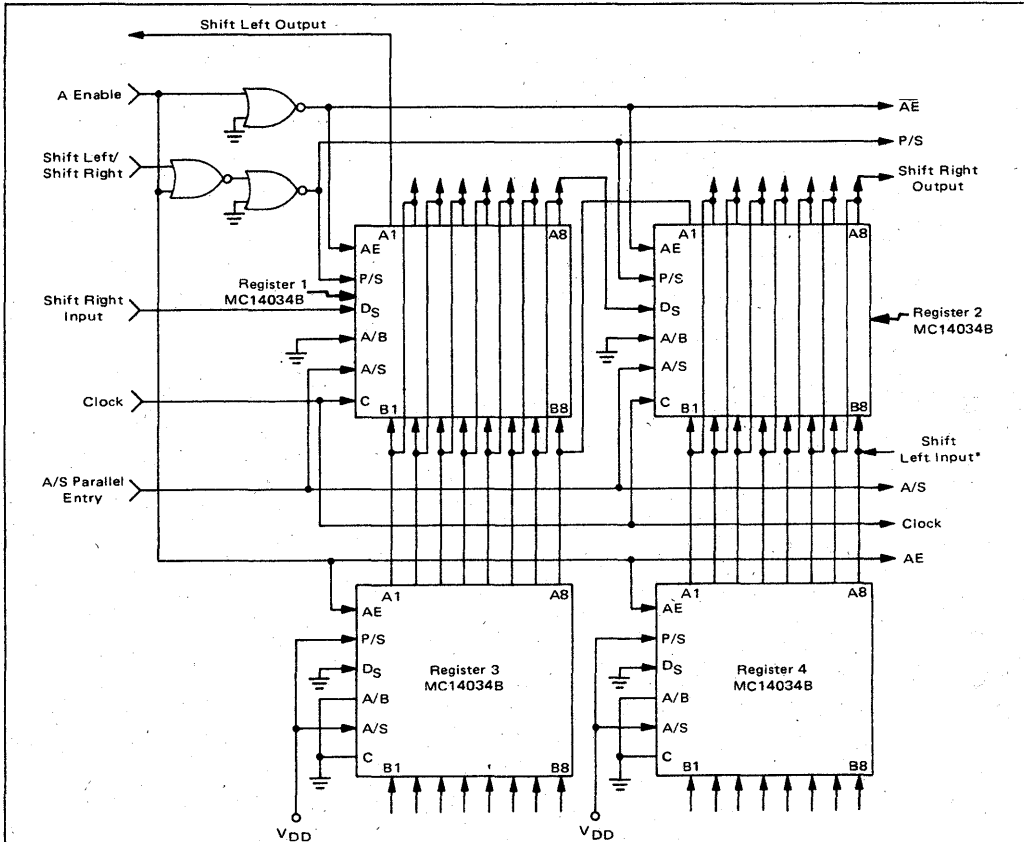 Shift Left Output
A Enable
A̅E̅
P/S
Shift Left/
Shift Right
Shift Right
Output
A1
A8
A1
A8
AE
AE
P/S
P/S
Register 1
MC14034B
Shift Right
Input
DS
DS
Register 2
MC14034B
A/B
A/B
A/S
A/S
Clock
C
C
B1
B8
B1
B8
Shift
Left Input*
A/S Parallel
Entry
A/S
Clock
AE
A1
A8
A1
A8
AE
AE
P/S
P/S
DS
Register 3
MC14034B
DS
Register 4
MC14034B
A/B
A/B
A/S
A/S
C
C
B1
B8
B1
B8
VDD
VDD